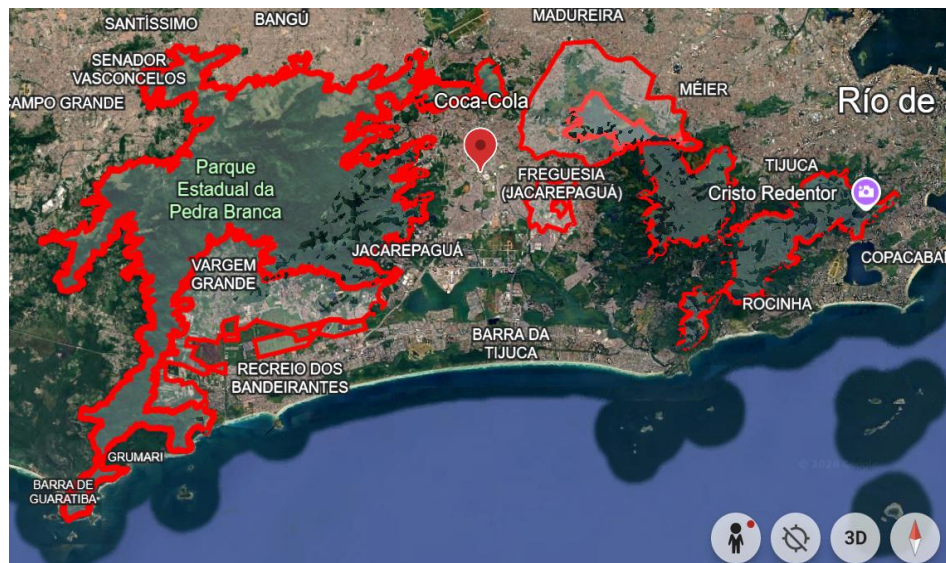 SANTÍSSIMO
BANGÚ
MADUREIRA
SENADOR
VASCONCELOS
CAMPO GRANDE
Coca-Cola
MÉIER
Río de
Parque
Estadual da
Pedra Branca
FREGUESIA
(JACAREPAGUÁ)
TIJUCA
Cristo Redentor
JACAREPAGUÁ
COPACABAN
VARGEM
GRANDE
ROCINHA
BARRA DA
TIJUCA
RECREIO DOS
BANDEIRANTES
GRUMARI
BARRA DE
GUARATIBA
3D